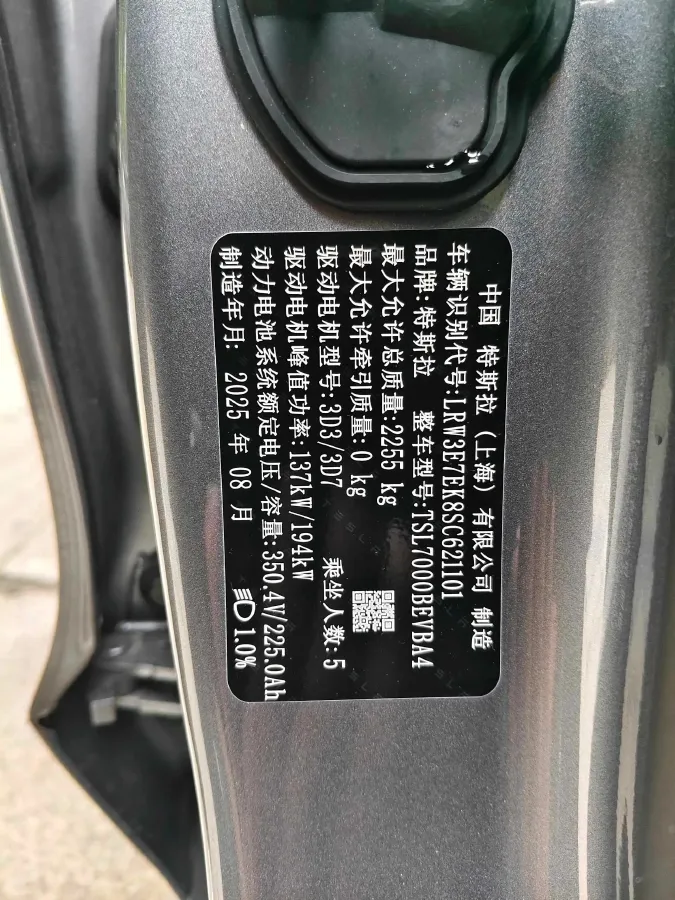 中国 特斯拉（上海）有限公司 制造
车辆识别代号:LRW3E7EK8SC621101
品牌:特斯拉 整车型号:TSL7000BEVBA4
最大允许总质量:2255 kg
最大允许牵引质量:0 kg
驱动电机型号:3D3/3D7 乘坐人数:5
驱动电机峰值功率:137kW/194kW
动力电池系统额定电压/容量:350.4V/225.0Ah
制造年月: 2025 年 08 月 1.0%
TESLA